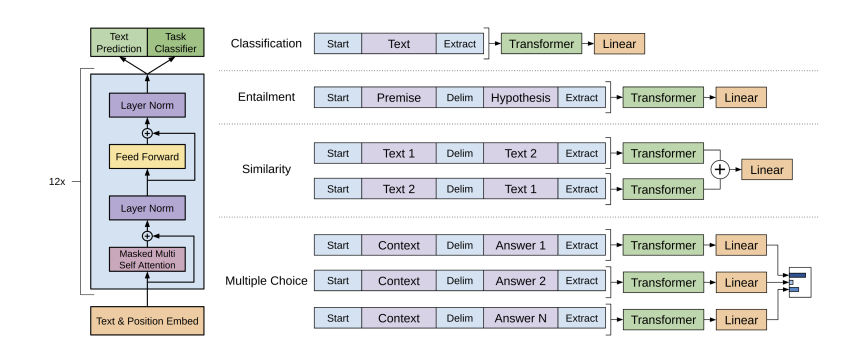 Text
Prediction
Task
Classifier
12x
Layer Norm
Feed Forward
Layer Norm
Masked Multi
Self Attention
Text & Position Embed
Classification
Start Text Extract Transformer Linear
Entailment
Start Premise Delim Hypothesis Extract Transformer Linear
Similarity
Start Text 1 Delim Text 2 Extract Transformer
+ Linear
Start Text 2 Delim Text 1 Extract Transformer
Multiple Choice
Start Context Delim Answer 1 Extract Transformer Linear
Start Context Delim Answer 2 Extract Transformer Linear
Start Context Delim Answer N Extract Transformer Linear